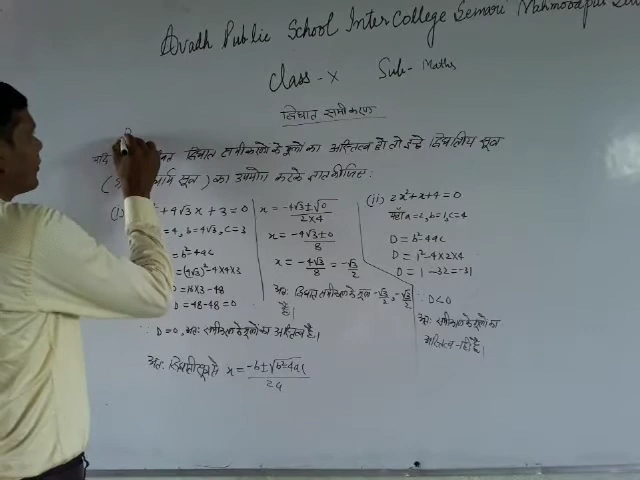 Avadh Public School Inter College Semari Mahmoodpur
Class - X Sub - Maths
द्विघात समीकरण
यदि द्विघात समीकरणों के मूलों का अस्तित्व हो तो इन्हें द्विघातीय सूत्र
सूत्र) का उपयोग करके ज्ञात कीजिए:
+ 4√3x + 3 = 0
= 4, b = 4√3, c = 3
= b²-4ac
= (4√3)²-4×4×3
D = 16×3-48
D = 48-48 = 0
∴ D=0, अतः समीकरण के मूलों का अस्तित्व है।
अतः द्विघाती सूत्र से x = -b±√b²-4ac / 2a
x = -4√3±√0 / 2×4
x = -4√3±0 / 8
x = -4√3/8 = -√3/2
अतः द्विघात समीकरण के मूल -√3/2, -√3/2
हैं।
(ii) 2x²+x+4=0
यहाँ a=2, b=1, c=4
D = b²-4ac
D = 1²-4×2×4
D = 1-32=-31
∴ D<0
अतः समीकरण के मूलों का
अस्तित्व नहीं है।